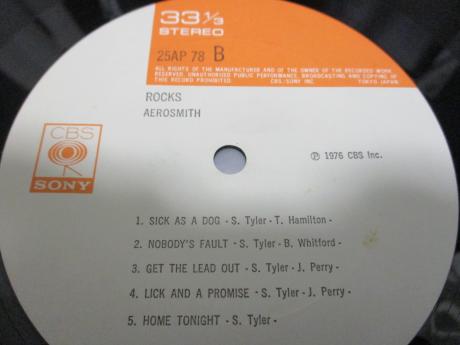 33 1/3
STEREO
25AP 78 B
ALL RIGHTS OF THE MANUFACTURER AND OF THE OWNER OF THE RECORDED WORK
RESERVED. UNAUTHORIZED PUBLIC PERFORMANCE, BROADCASTING AND COPYING OF
THIS RECORD PROHIBITED. CBS/SONY INC. TOKYO JAPAN
ROCKS
AEROSMITH
CBS
SONY
℗ 1976 CBS Inc.
1. SICK AS A DOG - S. Tyler - T. Hamilton -
2. NOBODY'S FAULT - S. Tyler - B. Whitford -
3. GET THE LEAD OUT - S. Tyler - J. Perry -
4. LICK AND A PROMISE - S. Tyler - J. Perry -
5. HOME TONIGHT - S. Tyler -